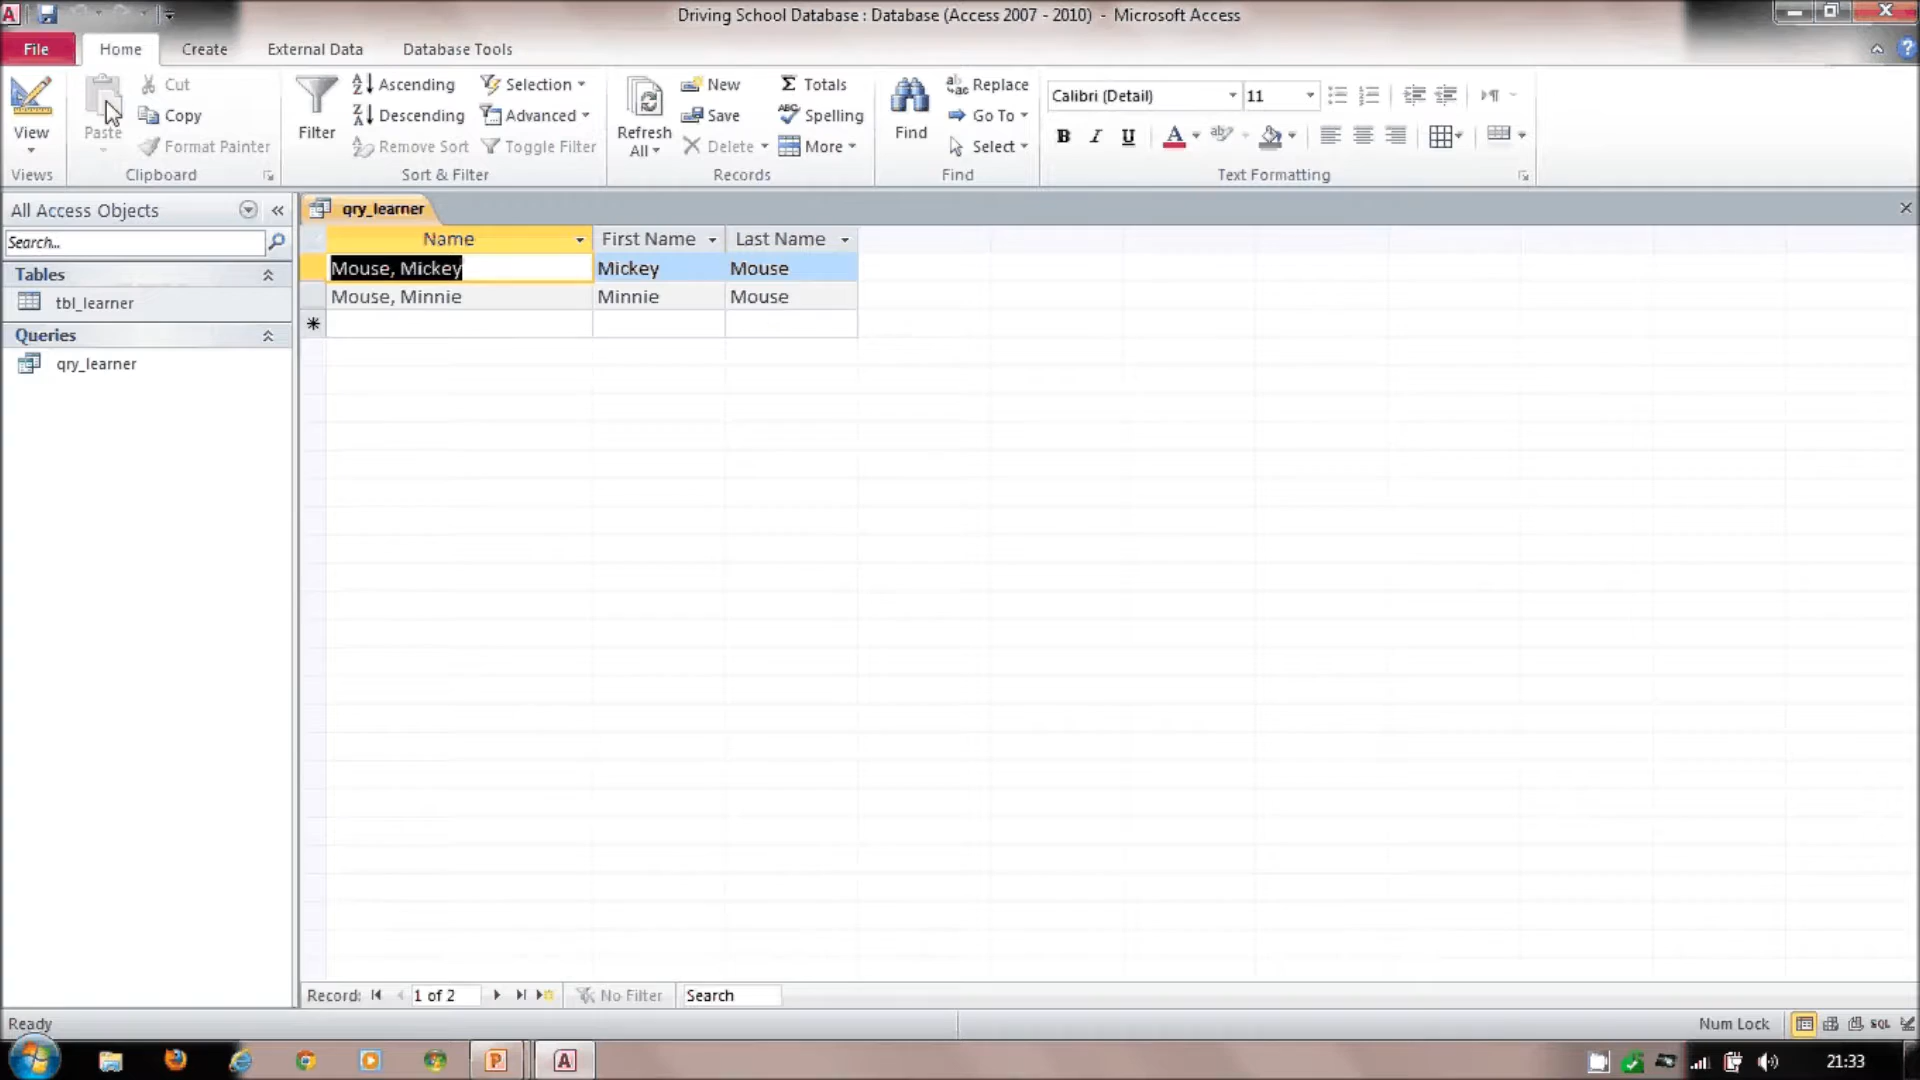 Driving School Database : Database (Access 2007 - 2010) - Microsoft Access
File Home Create External Data Database Tools
View
Paste
Cut
Copy
Format Painter
Filter
Ascending
Descending
Remove Sort
Selection
Advanced
Toggle Filter
Refresh
All
New
Save
Delete
Totals
Spelling
More
Find
Replace
Go To
Select
Calibri (Detail) 11
B I U
Views Clipboard Sort & Filter Records Find Text Formatting
All Access Objects
Search...
Tables
tbl_learner
Queries
qry_learner
qry_learner
Name First Name Last Name
Mouse, Mickey Mickey Mouse
Mouse, Minnie Minnie Mouse
Record: 1 of 2 No Filter Search
Ready Num Lock SQL
21:33